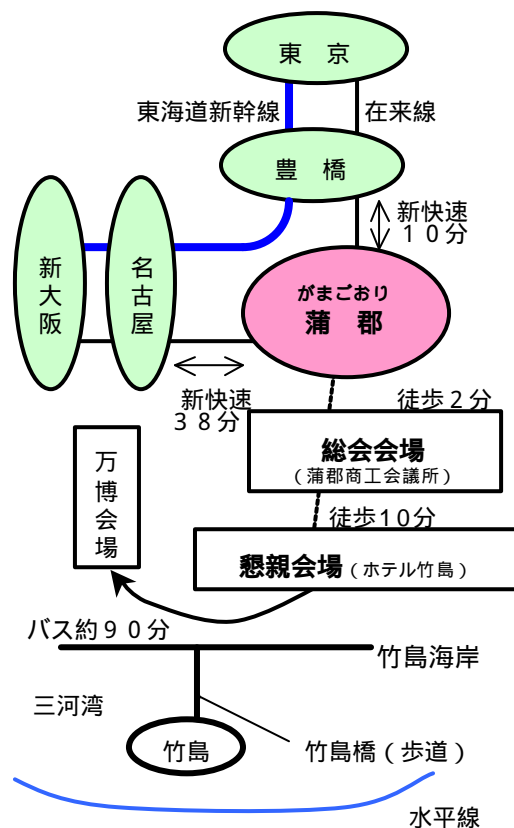 東　京
東海道新幹線
在来線
豊　橋
新快速
１０分
新大阪
名古屋
がまごおり
蒲　郡
新快速
３８分
徒歩２分
総会会場
（蒲郡商工会議所）
万博会場
徒歩10分
懇親会場（ホテル竹島）
バス約９０分
竹島海岸
三河湾
竹島
竹島橋（歩道）
水平線